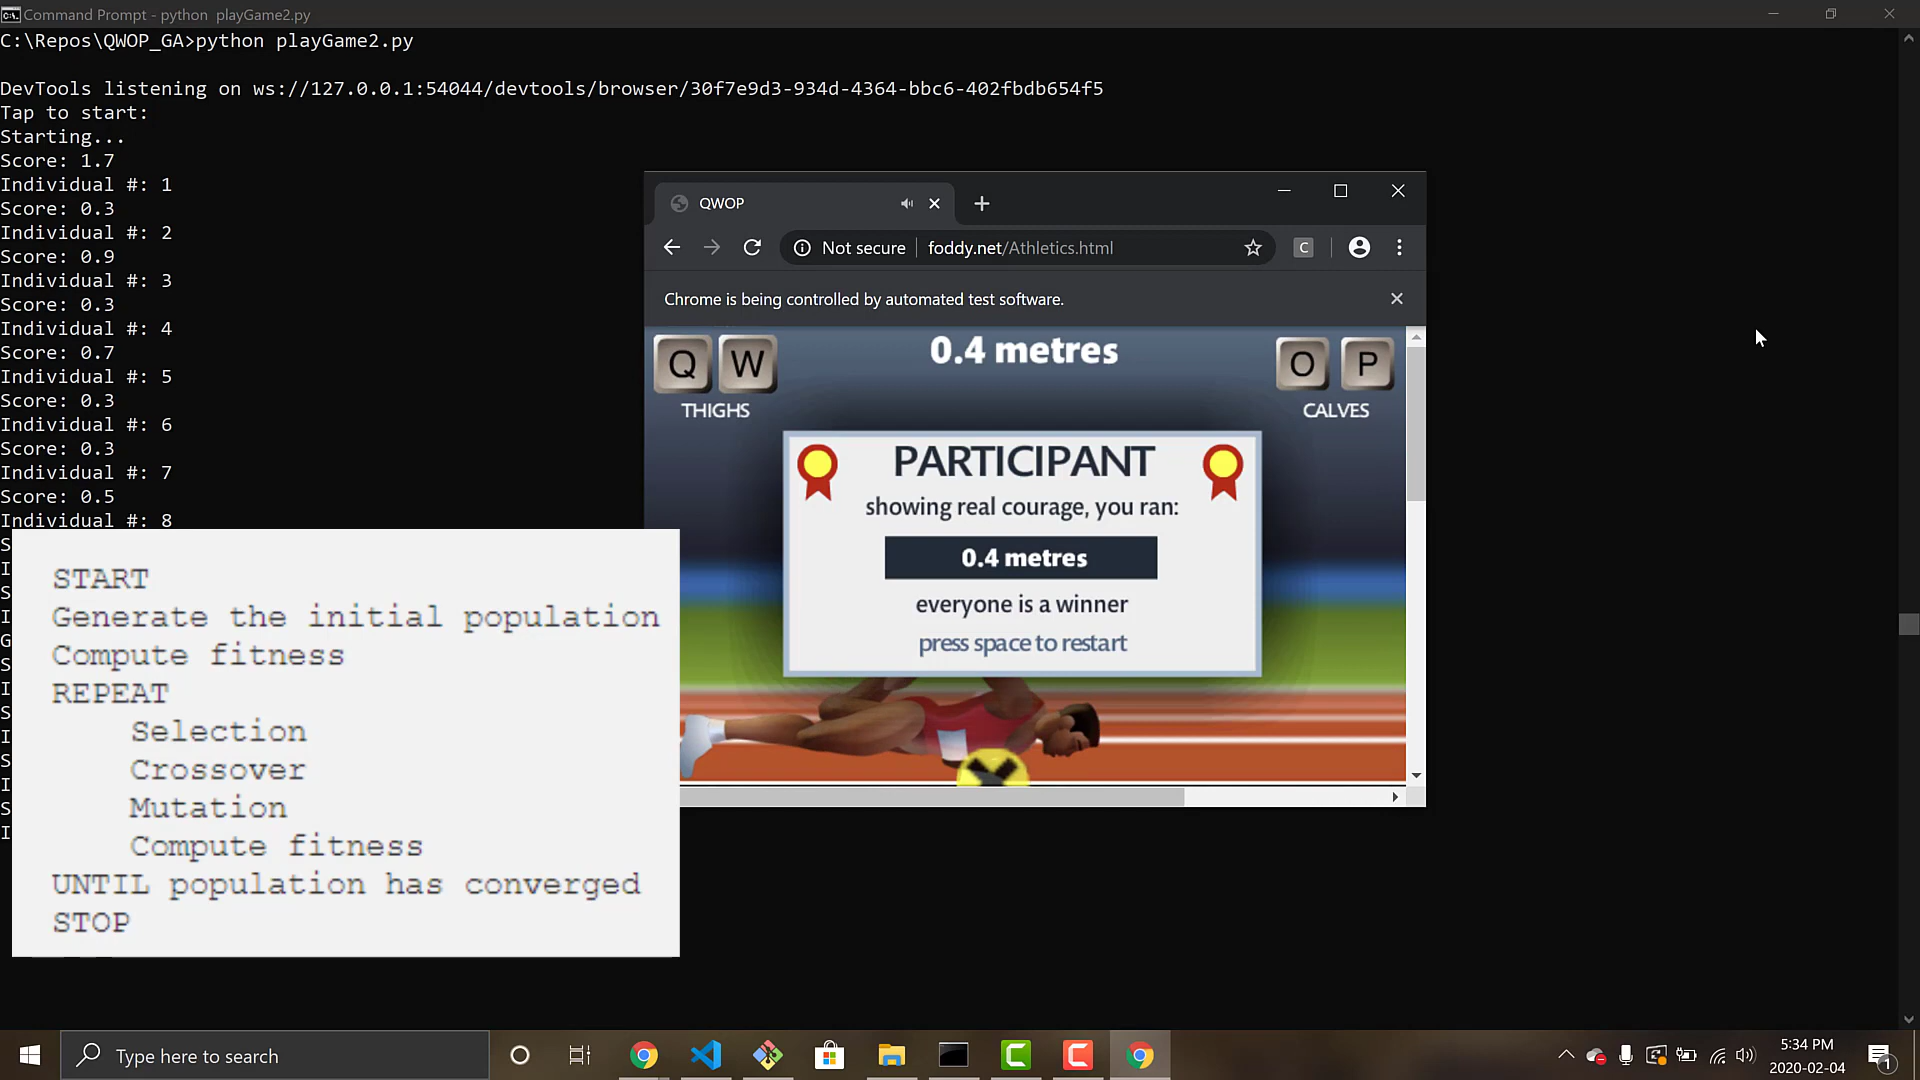 Command Prompt - python playGame2.py
C:\Repos\QWOP_GA>python playGame2.py
DevTools listening on ws://127.0.0.1:54044/devtools/browser/30f7e9d3-934d-4364-bbc6-402fbdb654f5
Tap to start:
Starting...
Score: 1.7
Individual #: 1
Score: 0.3
Individual #: 2
Score: 0.9
Individual #: 3
Score: 0.3
Individual #: 4
Score: 0.7
Individual #: 5
Score: 0.3
Individual #: 6
Score: 0.3
Individual #: 7
Score: 0.5
Individual #: 8
S
I
S
I
G
S
I
S
I
S
I
S
I
START
Generate the initial population
Compute fitness
REPEAT
Selection
Crossover
Mutation
Compute fitness
UNTIL population has converged
STOP
QWOP
Not secure foddy.net/Athletics.html
C
Chrome is being controlled by automated test software.
Q W 0.4 metres O P
THIGHS CALVES
PARTICIPANT
showing real courage, you ran:
0.4 metres
everyone is a winner
press space to restart
Type here to search
5:34 PM
2020-02-04
1